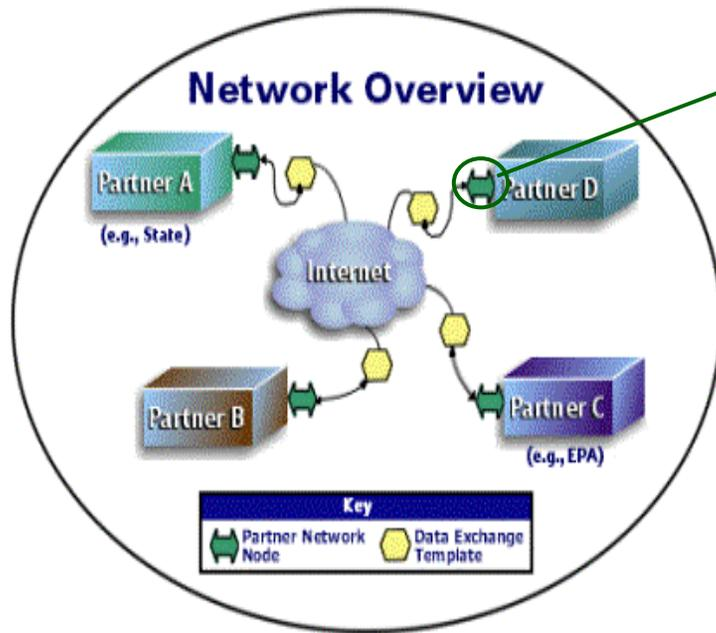 Network Overview
Partner A
(e.g., State)
Partner D
Internet
Partner B
Partner C
(e.g., EPA)
Key
Partner Network
Node
Data Exchange
Template